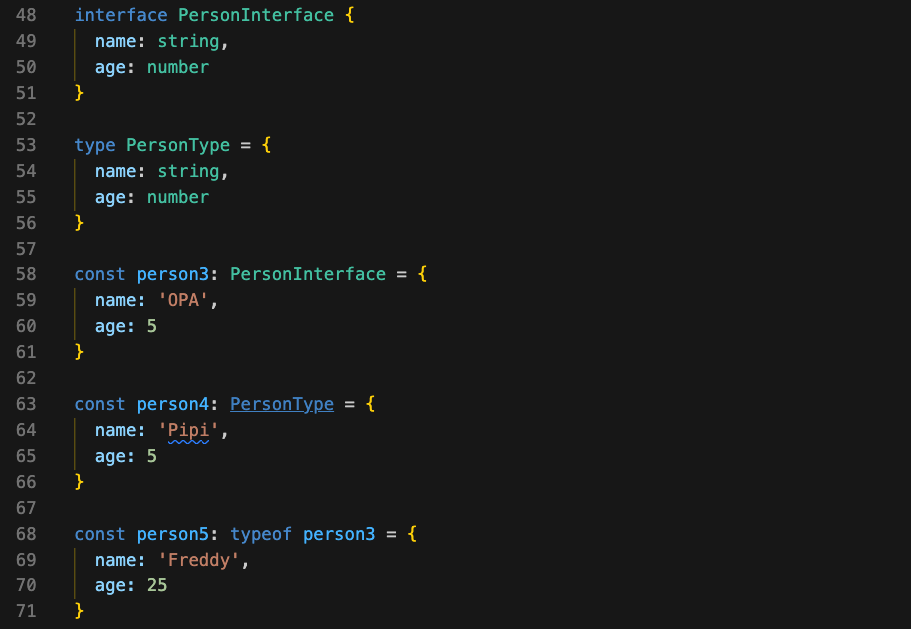 48 interface PersonInterface {
49   name: string,
50   age: number
51 }
52
53 type PersonType = {
54   name: string,
55   age: number
56 }
57
58 const person3: PersonInterface = {
59   name: 'OPA',
60   age: 5
61 }
62
63 const person4: PersonType = {
64   name: 'Pipi',
65   age: 5
66 }
67
68 const person5: typeof person3 = {
69   name: 'Freddy',
70   age: 25
71 }